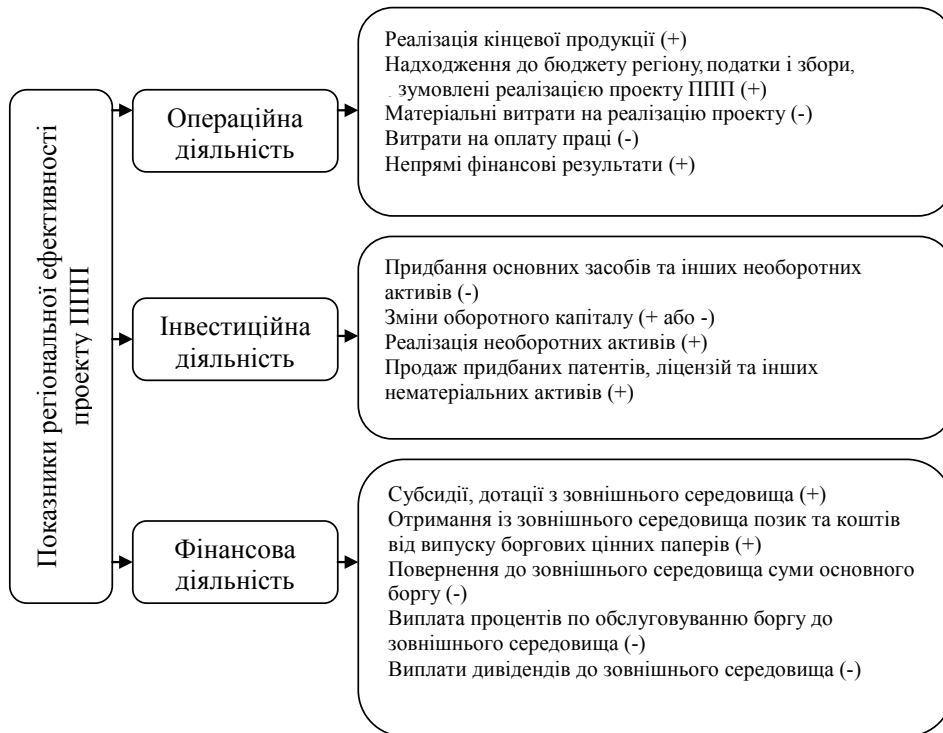 Показники регіональної ефективності
проекту ППП
Операційна
діяльність
Реалізація кінцевої продукції (+)
Надходження до бюджету регіону, податки і збори,
зумовлені реалізацією проекту ППП (+)
Матеріальні витрати на реалізацію проекту (-)
Витрати на оплату праці (-)
Непрямі фінансові результати (+)
Інвестиційна
діяльність
Придбання основних засобів та інших необоротних
активів (-)
Зміни оборотного капіталу (+ або -)
Реалізація необоротних активів (+)
Продаж придбаних патентів, ліцензій та інших
нематеріальних активів (+)
Фінансова
діяльність
Субсидії, дотації з зовнішнього середовища (+)
Отримання із зовнішнього середовища позик та коштів
від випуску боргових цінних паперів (+)
Повернення до зовнішнього середовища суми основного
боргу (-)
Виплата процентів по обслуговуванню боргу до
зовнішнього середовища (-)
Виплати дивідендів до зовнішнього середовища (-)